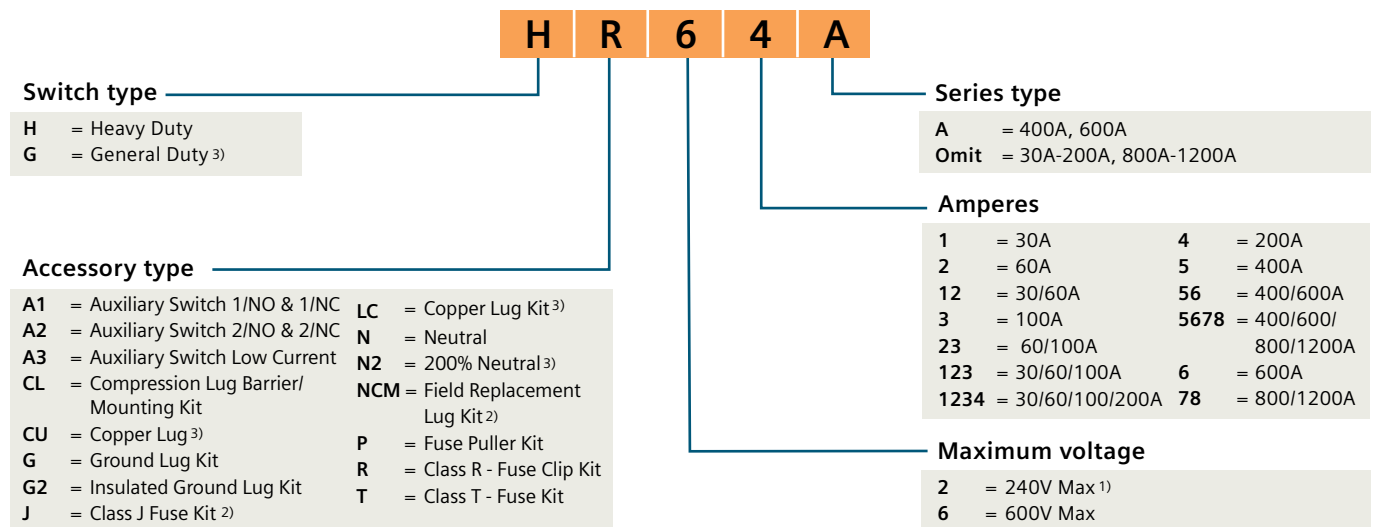 H R 6 4 A
Switch type
H = Heavy Duty
G = General Duty 3)
Accessory type
A1 = Auxiliary Switch 1/NO & 1/NC
A2 = Auxiliary Switch 2/NO & 2/NC
A3 = Auxiliary Switch Low Current
CL = Compression Lug Barrier/
Mounting Kit
CU = Copper Lug 3)
G = Ground Lug Kit
G2 = Insulated Ground Lug Kit
J = Class J Fuse Kit 2)
LC = Copper Lug Kit 3)
N = Neutral
N2 = 200% Neutral 3)
NCM = Field Replacement
Lug Kit 2)
P = Fuse Puller Kit
R = Class R - Fuse Clip Kit
T = Class T - Fuse Kit
Series type
A = 400A, 600A
Omit = 30A-200A, 800A-1200A
Amperes
1 = 30A
2 = 60A
12 = 30/60A
3 = 100A
23 = 60/100A
123 = 30/60/100A
1234 = 30/60/100/200A
4 = 200A
5 = 400A
56 = 400/600A
5678 = 400/600/
800/1200A
6 = 600A
78 = 800/1200A
Maximum voltage
2 = 240V Max 1)
6 = 600V Max